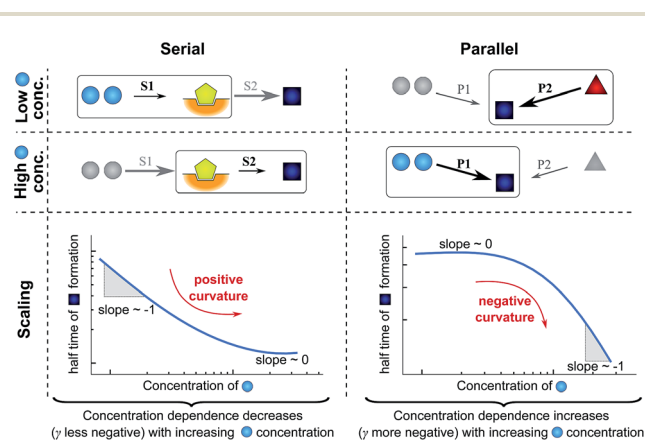 Serial
Parallel
Low
conc.
S1
S2
P1
P2
High
conc.
S1
S2
P1
P2
Scaling
half time of formation
positive
curvature
slope ~ -1
slope ~ 0
Concentration of
half time of formation
slope ~ 0
negative
curvature
slope ~ -1
Concentration of
Concentration dependence decreases
(γ less negative) with increasing concentration
Concentration dependence increases
(γ more negative) with increasing concentration